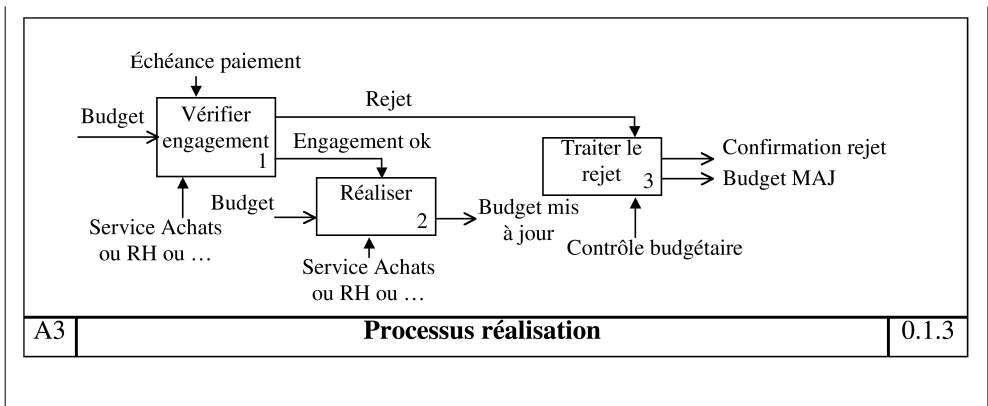 Échéance paiement
Budget
Vérifier
engagement
1
Rejet
Engagement ok
Traiter le
rejet
3
Confirmation rejet
Budget MAJ
Budget
Réaliser
2
Budget mis
à jour
Service Achats
ou RH ou …
Contrôle budgétaire
Service Achats
ou RH ou …
A3
Processus réalisation
0.1.3